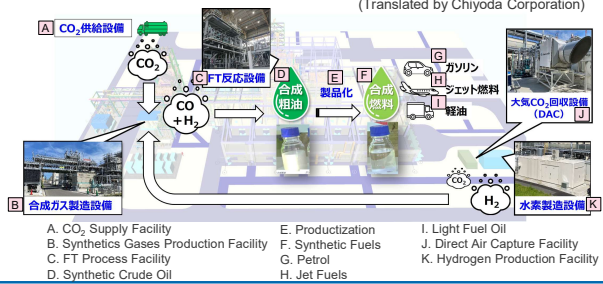 (Translated by Chiyoda Corporation)
A CO₂供給設備
CO₂
C FT反応設備
CO
+H₂
D 合成
粗油
E
製品化
F 合成
燃料
G ガソリン
H ジェット燃料
I 軽油
大気CO₂回収設備
(DAC) J
CO₂
H₂
B 合成ガス製造設備
水素製造設備 K
A. CO₂ Supply Facility
B. Synthetics Gases Production Facility
C. FT Process Facility
D. Synthetic Crude Oil
E. Productization
F. Synthetic Fuels
G. Petrol
H. Jet Fuels
I. Light Fuel Oil
J. Direct Air Capture Facility
K. Hydrogen Production Facility